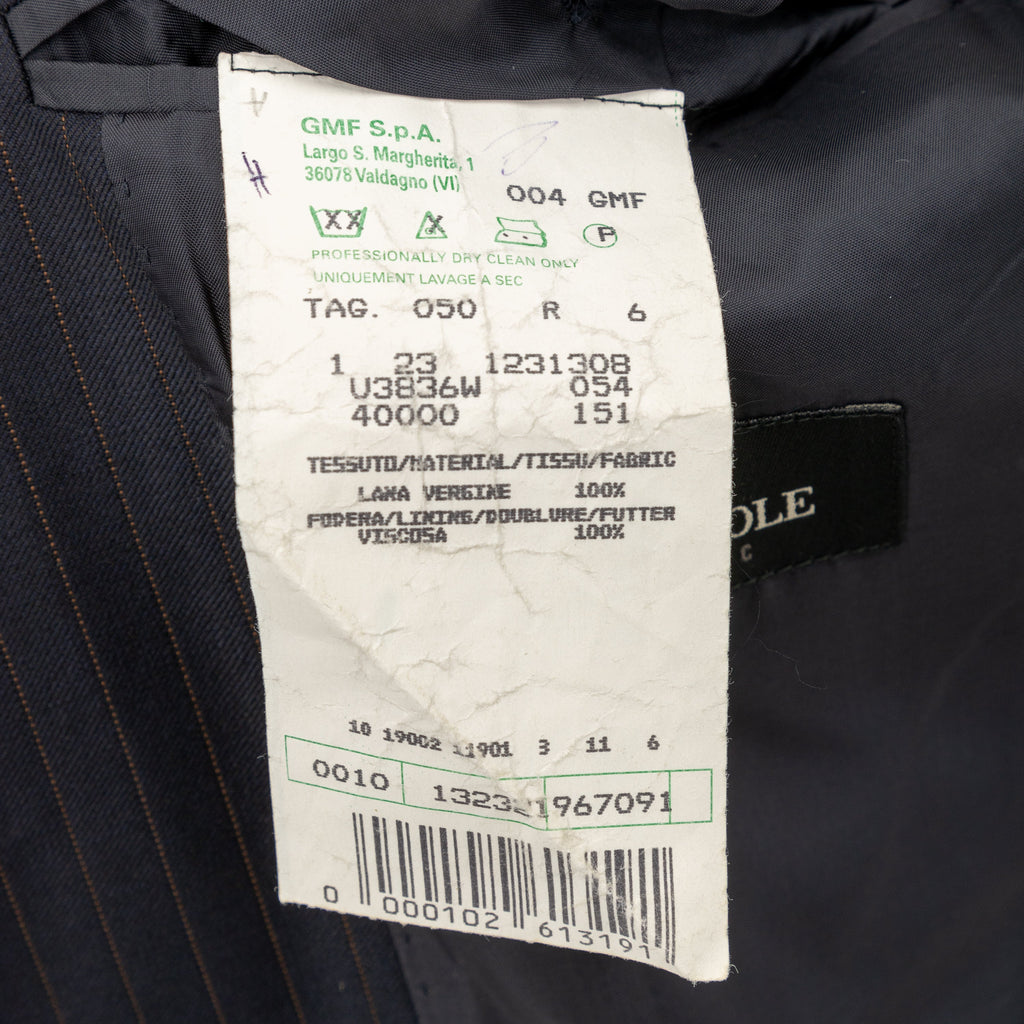 GMF S.p.A.
Largo S. Margherita, 1
36078 Valdagno (VI)
004 GMF
XX X P
PROFESSIONALLY DRY CLEAN ONLY
UNIQUEMENT LAVAGE A SEC
TAG. 050 R 6
1 23 1231308
U3836W 054
40000 151
TESSUTO/MATERIAL/TISSU/FABRIC
LANA VERGINE 100%
FODERA/LINING/DOUBLURE/FUTTER
VISCOSA 100%
OLE
C
10 19002 11901 3 11 6
0010 132321967091
0 000102 613191